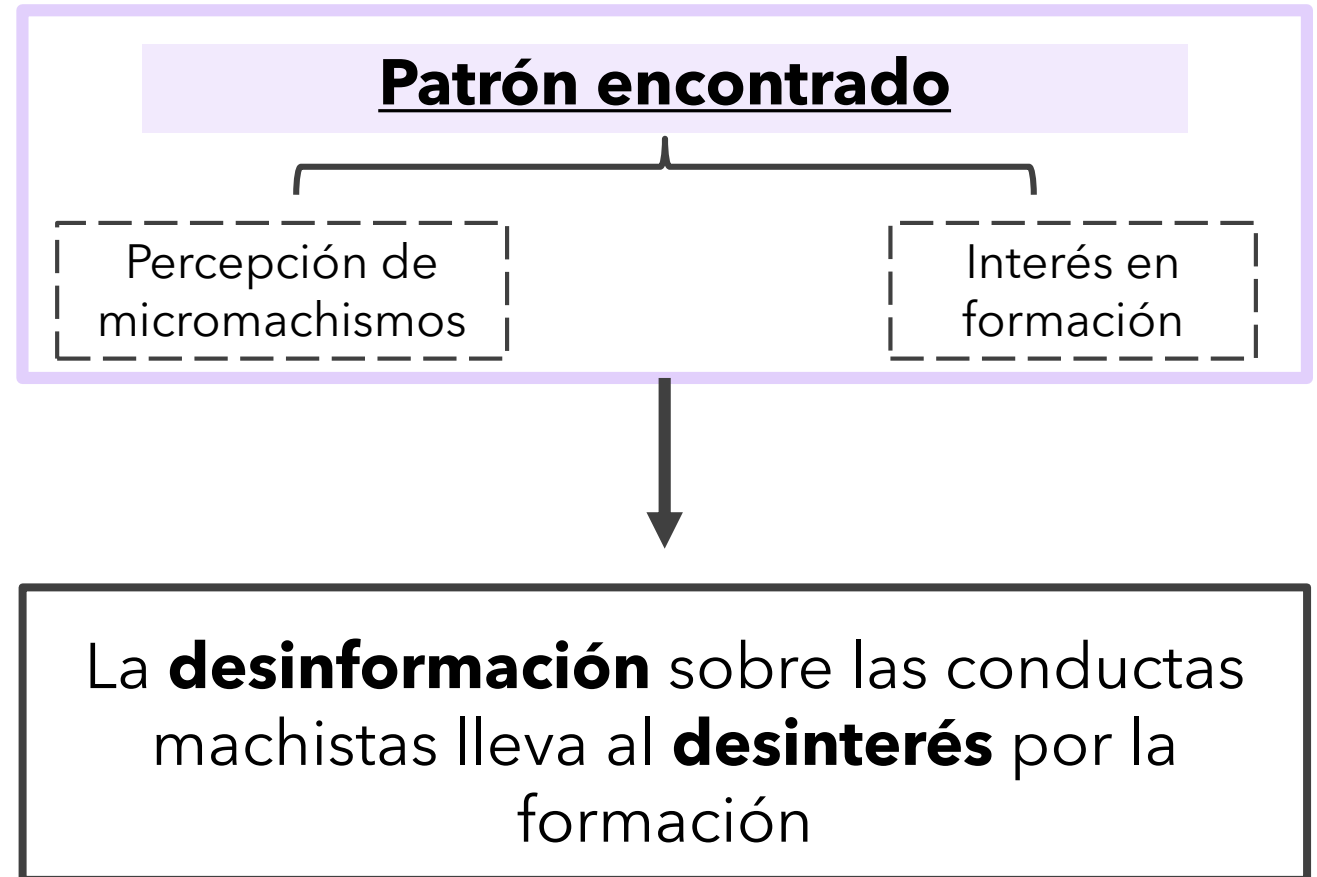 Patrón encontrado
Percepción de
micromachismos
Interés en
formación
La desinformación sobre las conductas
machistas lleva al desinterés por la
formación